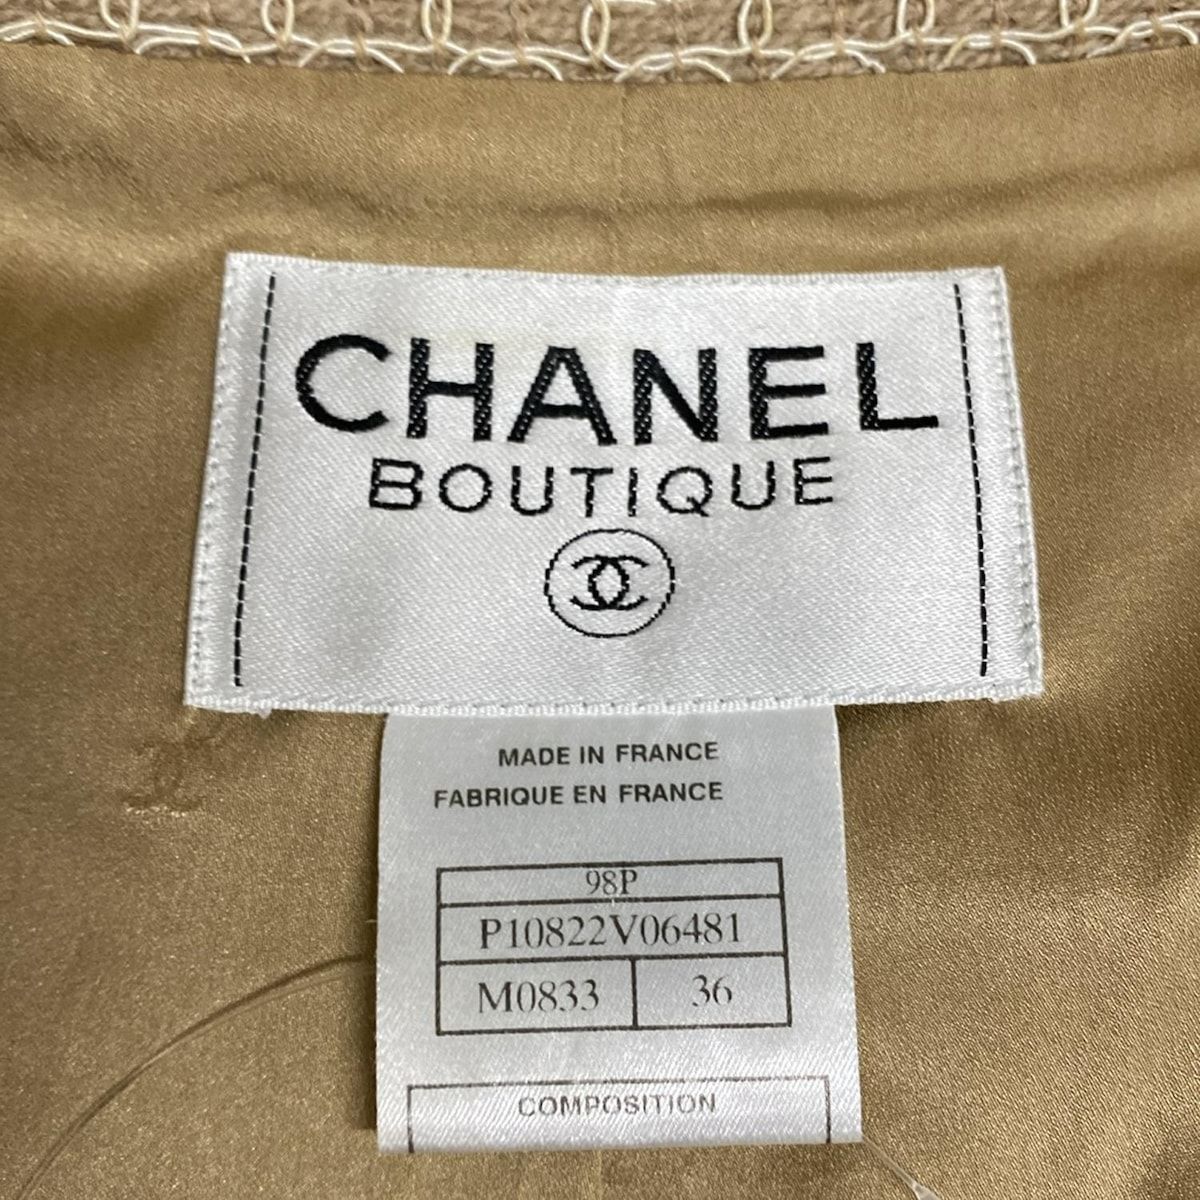 CHANEL
BOUTIQUE
MADE IN FRANCE
FABRIQUE EN FRANCE
98P
P10822V06481
M0833 36
COMPOSITION